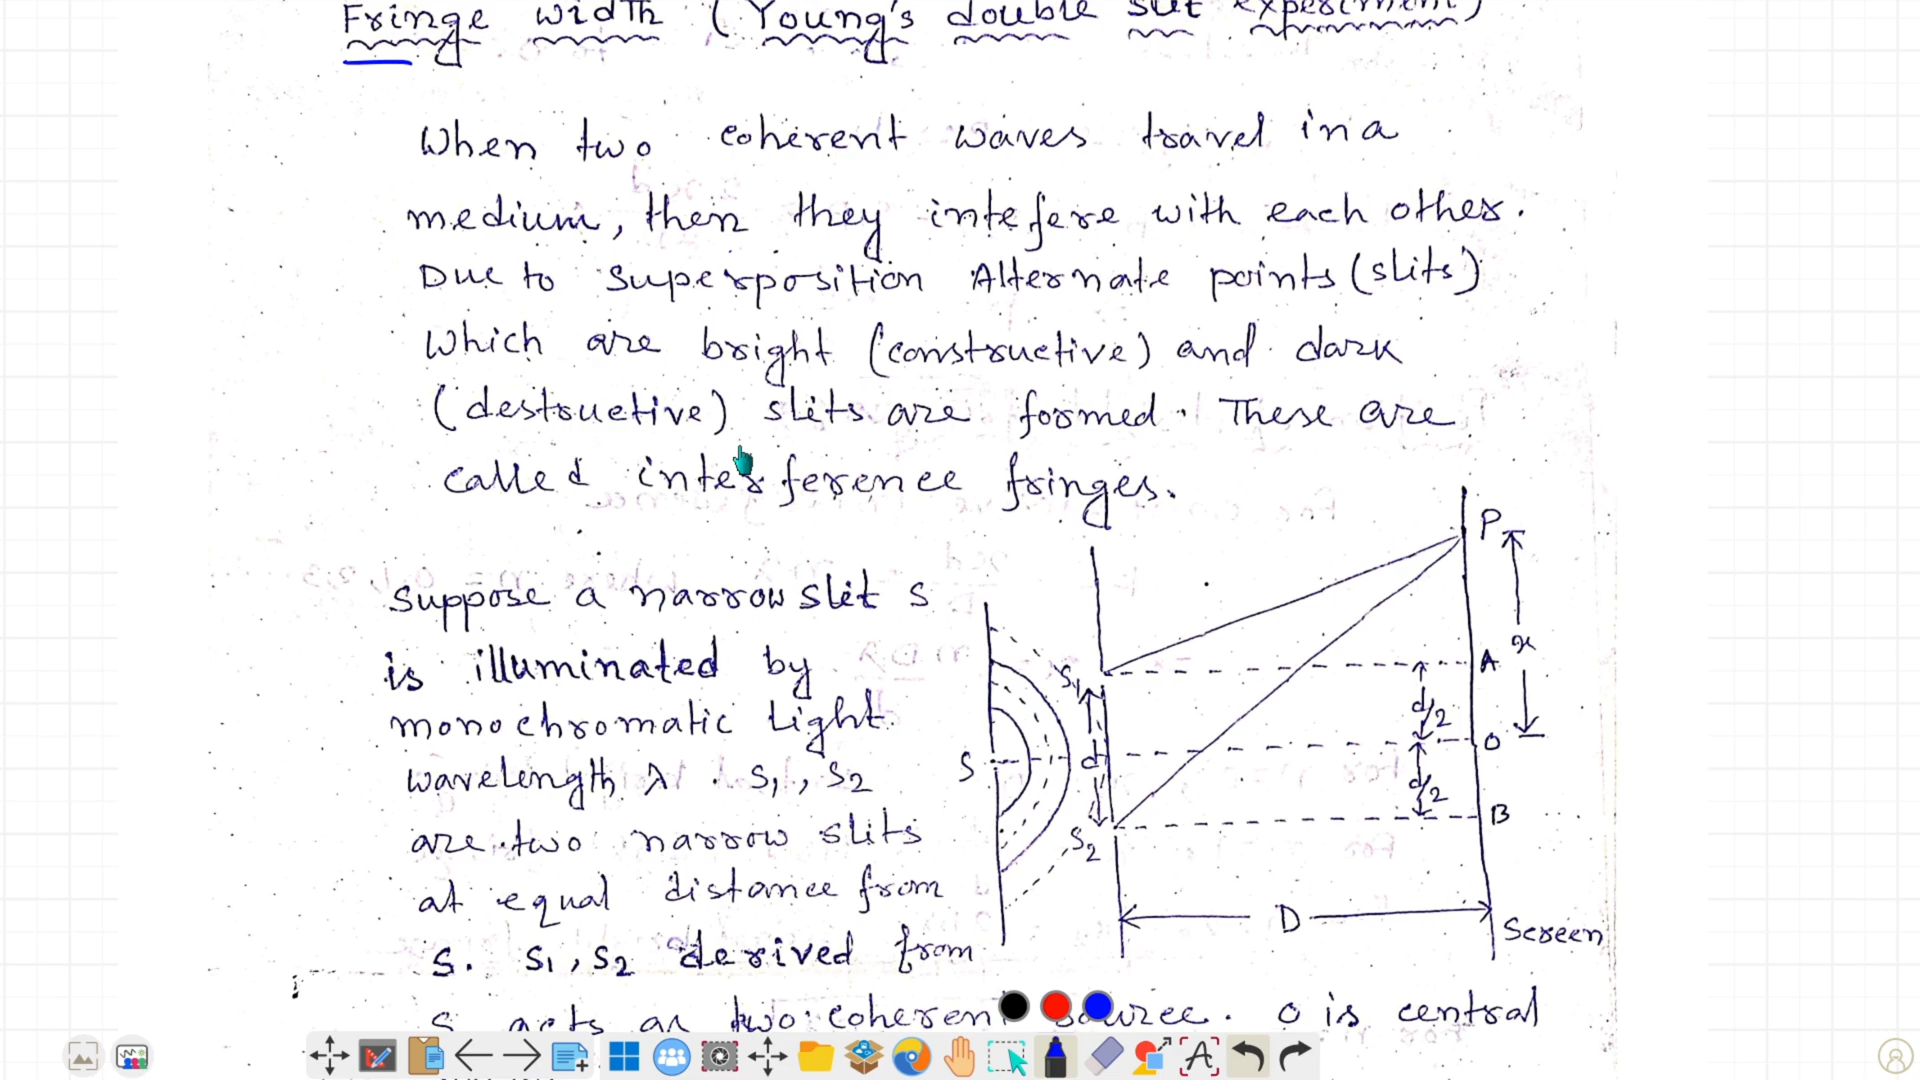 Fringe width (Young's double slit experiment)
When two coherent waves travel in a
medium, then they intefere with each other.
Due to superposition Alternate points (slits)
which are bright (constructive) and dark
(destructive) slits are formed. These are
called interference fringes.
Suppose a narrow slit S
is illuminated by
monochromatic light
wavelength λ . S1, S2
are two narrow slits
at equal distance from
S. S1, S2 derived from
S acts as two coherent source. O is central
P
x
S1
A
d/2
S
d
O
d/2
S2
B
D
Screen